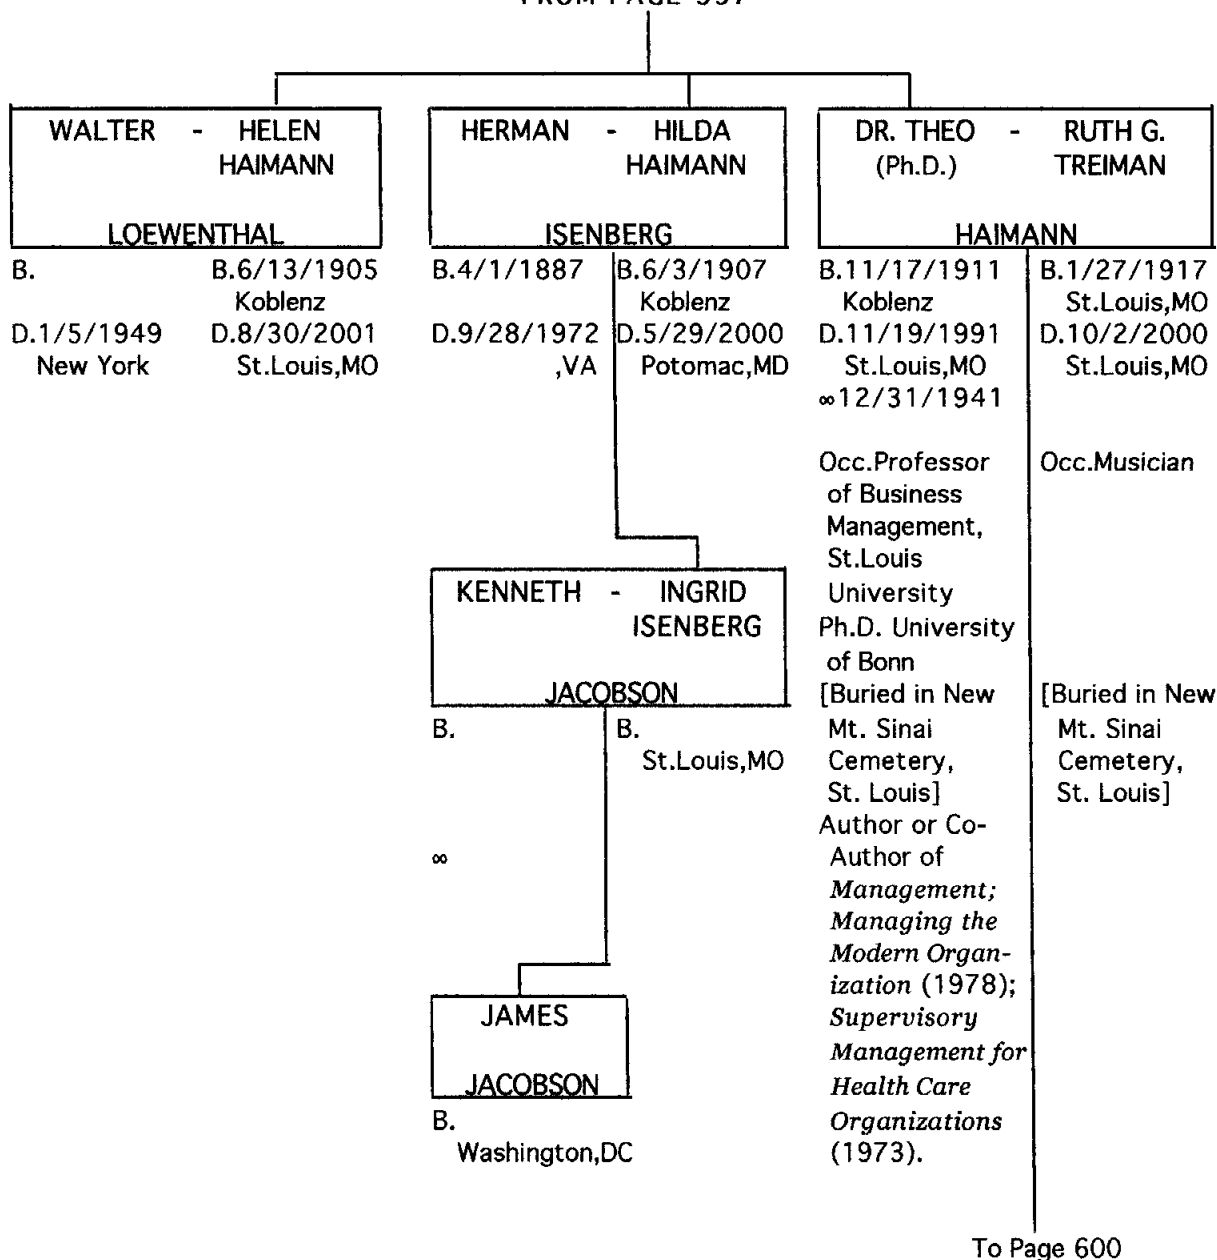 FROM PAGE
WALTER - HELEN
HAIMANN
LOEWENTHAL
B. B.6/13/1905
Koblenz
D.1/5/1949 D.8/30/2001
New York St.Louis,MO
HERMAN - HILDA
HAIMANN
ISENBERG
B.4/1/1887 B.6/3/1907
Koblenz
D.9/28/1972 D.5/29/2000
,VA Potomac,MD
KENNETH - INGRID
ISENBERG
JACOBSON
B. B.
St.Louis,MO
∞
JAMES
JACOBSON
B.
Washington,DC
DR. THEO - RUTH G.
(Ph.D.) TREIMAN
HAIMANN
B.11/17/1911 B.1/27/1917
Koblenz St.Louis,MO
D.11/19/1991 D.10/2/2000
St.Louis,MO St.Louis,MO
∞12/31/1941
Occ.Professor
of Business
Management,
St.Louis
University
Ph.D. University
of Bonn
[Buried in New
Mt. Sinai
Cemetery,
St. Louis]
Author or Co-
Author of
Management;
Managing the
Modern Organ-
ization (1978);
Supervisory
Management for
Health Care
Organizations
(1973).
Occ.Musician
[Buried in New
Mt. Sinai
Cemetery,
St. Louis]
To Page 600